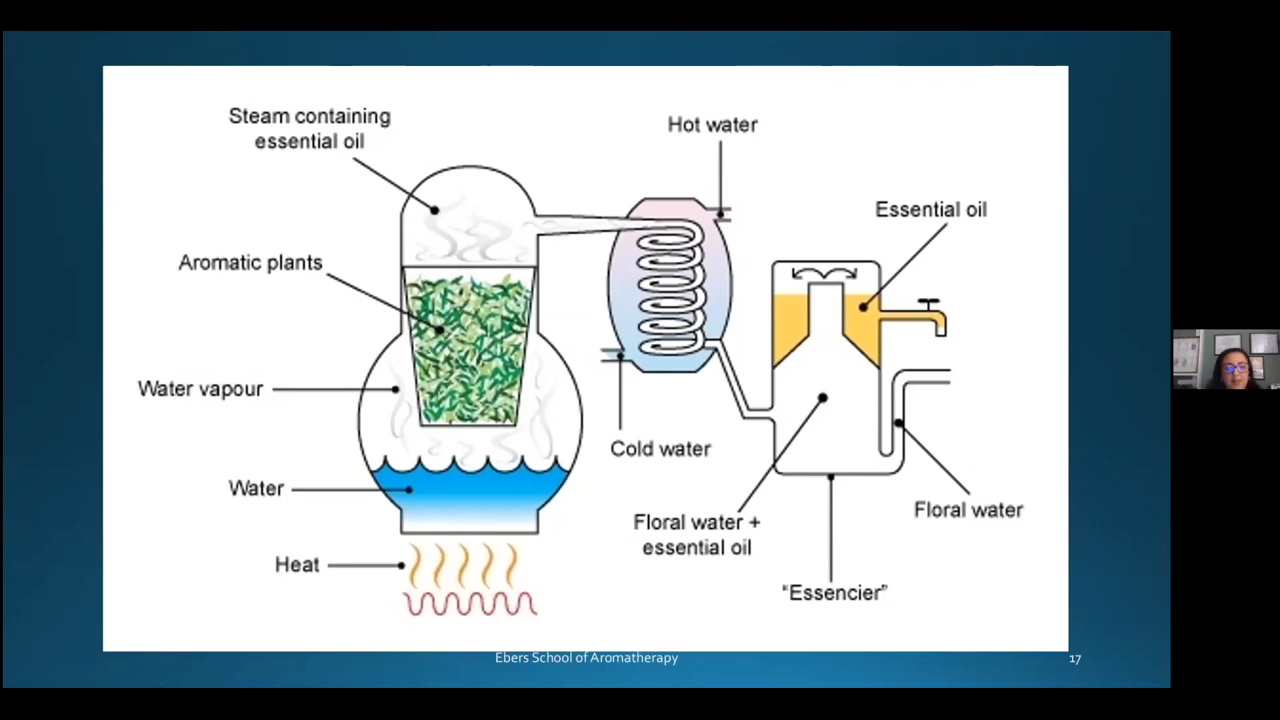 Steam containing
essential oil
Hot water
Essential oil
Aromatic plants
Water vapour
Cold water
Water
Floral water +
essential oil
Floral water
Heat
“Essencier”
Ebers School of Aromatherapy
17